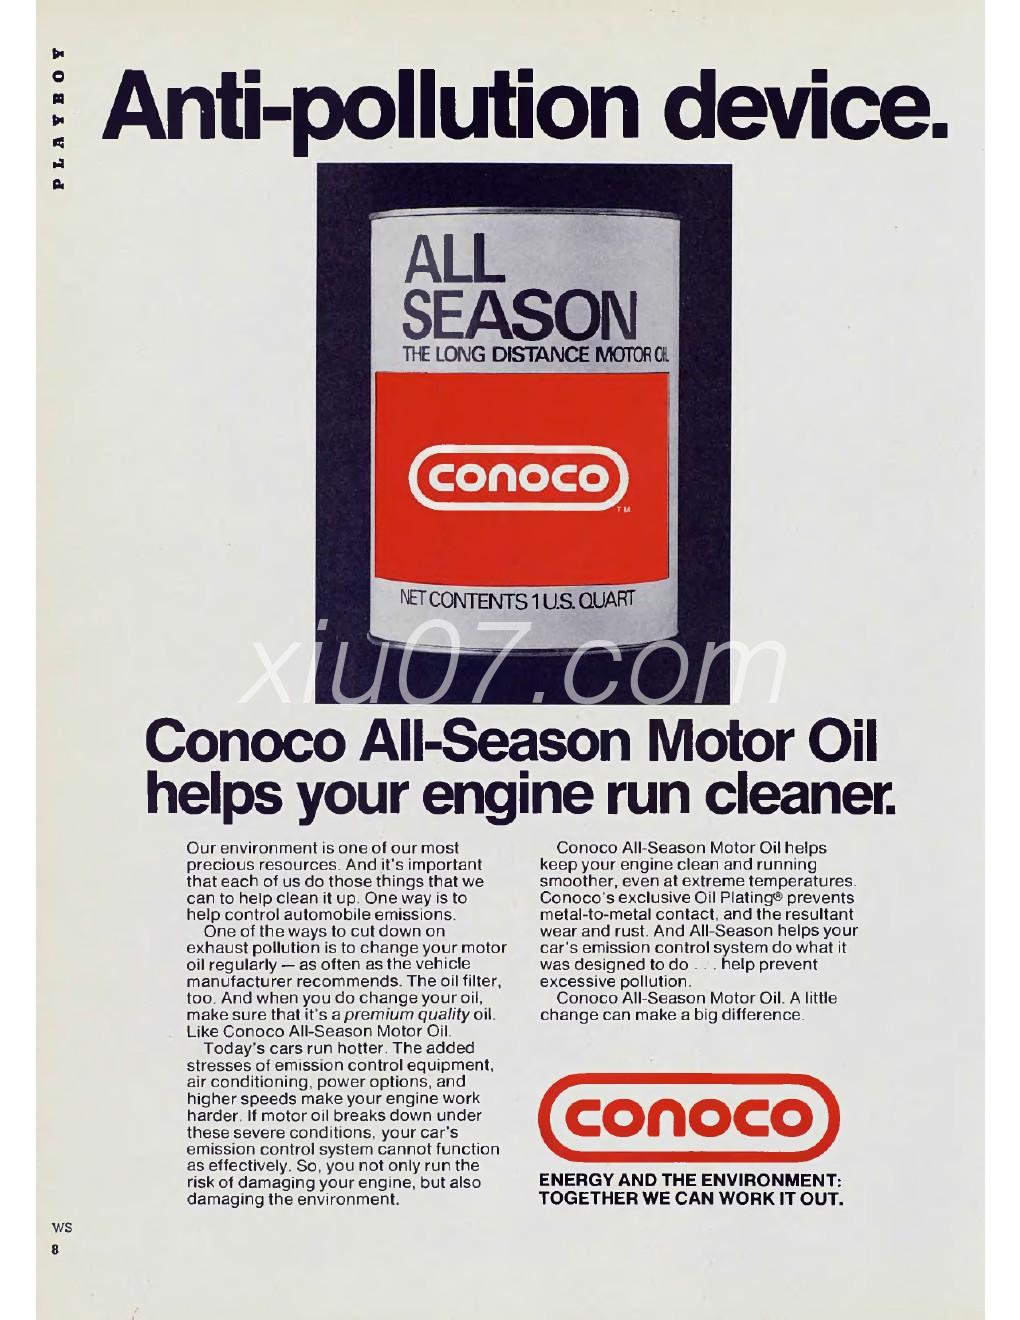 PLAYBOY
Anti-pollution device.
ALL
SEASON
THE LONG DISTANCE MOTOR OIL
conoco
TM
NET CONTENTS 1 U.S. QUART
xiu07.com
Conoco All-Season Motor Oil
helps your engine run cleaner.
Our environment is one of our most
precious resources. And it's important
that each of us do those things that we
can to help clean it up. One way is to
help control automobile emissions.
One of the ways to cut down on
exhaust pollution is to change your motor
oil regularly — as often as the vehicle
manufacturer recommends. The oil filter,
too. And when you do change your oil,
make sure that it's a premium quality oil.
Like Conoco All-Season Motor Oil.
Today's cars run hotter. The added
stresses of emission control equipment,
air conditioning, power options, and
higher speeds make your engine work
harder. If motor oil breaks down under
these severe conditions, your car's
emission control system cannot function
as effectively. So, you not only run the
risk of damaging your engine, but also
damaging the environment.
Conoco All-Season Motor Oil helps
keep your engine clean and running
smoother, even at extreme temperatures.
Conoco's exclusive Oil Plating® prevents
metal-to-metal contact, and the resultant
wear and rust. And All-Season helps your
car's emission control system do what it
was designed to do . . . help prevent
excessive pollution.
Conoco All-Season Motor Oil. A little
change can make a big difference.
conoco
ENERGY AND THE ENVIRONMENT:
TOGETHER WE CAN WORK IT OUT.
WS
8